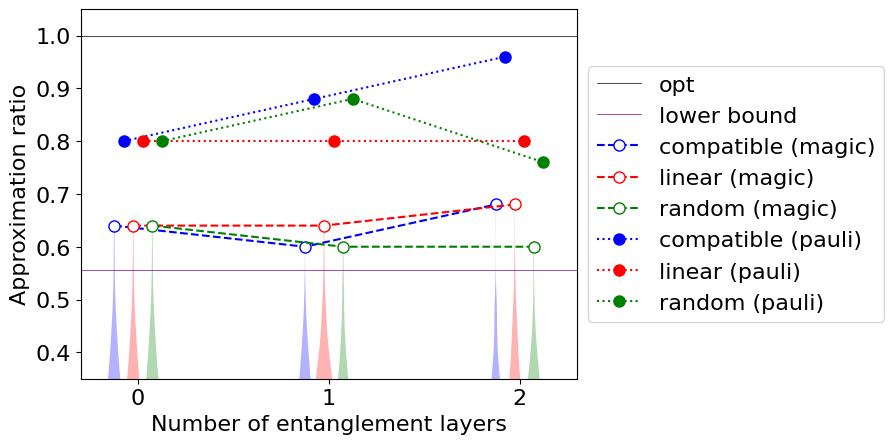 1.0
0.9
0.8
0.7
0.6
0.5
0.4
Approximation ratio
0 1 2
Number of entanglement layers
opt
lower bound
compatible (magic)
linear (magic)
random (magic)
compatible (pauli)
linear (pauli)
random (pauli)